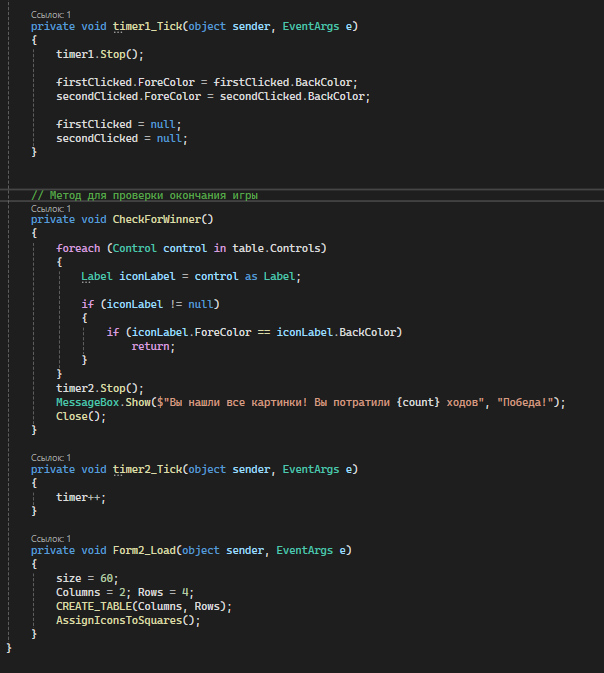 Ссылок: 1
private void timer1_Tick(object sender, EventArgs e)
{
    timer1.Stop();

    firstClicked.ForeColor = firstClicked.BackColor;
    secondClicked.ForeColor = secondClicked.BackColor;

    firstClicked = null;
    secondClicked = null;
}

// Метод для проверки окончания игры
Ссылок: 1
private void CheckForWinner()
{
    foreach (Control control in table.Controls)
    {
        Label iconLabel = control as Label;

        if (iconLabel != null)
        {
            if (iconLabel.ForeColor == iconLabel.BackColor)
                return;
        }
    }
    timer2.Stop();
    MessageBox.Show($"Вы нашли все картинки! Вы потратили {count} ходов", "Победа!");
    Close();
}

Ссылок: 1
private void timer2_Tick(object sender, EventArgs e)
{
    timer++;
}

Ссылок: 1
private void Form2_Load(object sender, EventArgs e)
{
    size = 60;
    Columns = 2; Rows = 4;
    CREATE_TABLE(Columns, Rows);
    AssignIconsToSquares();
}
}